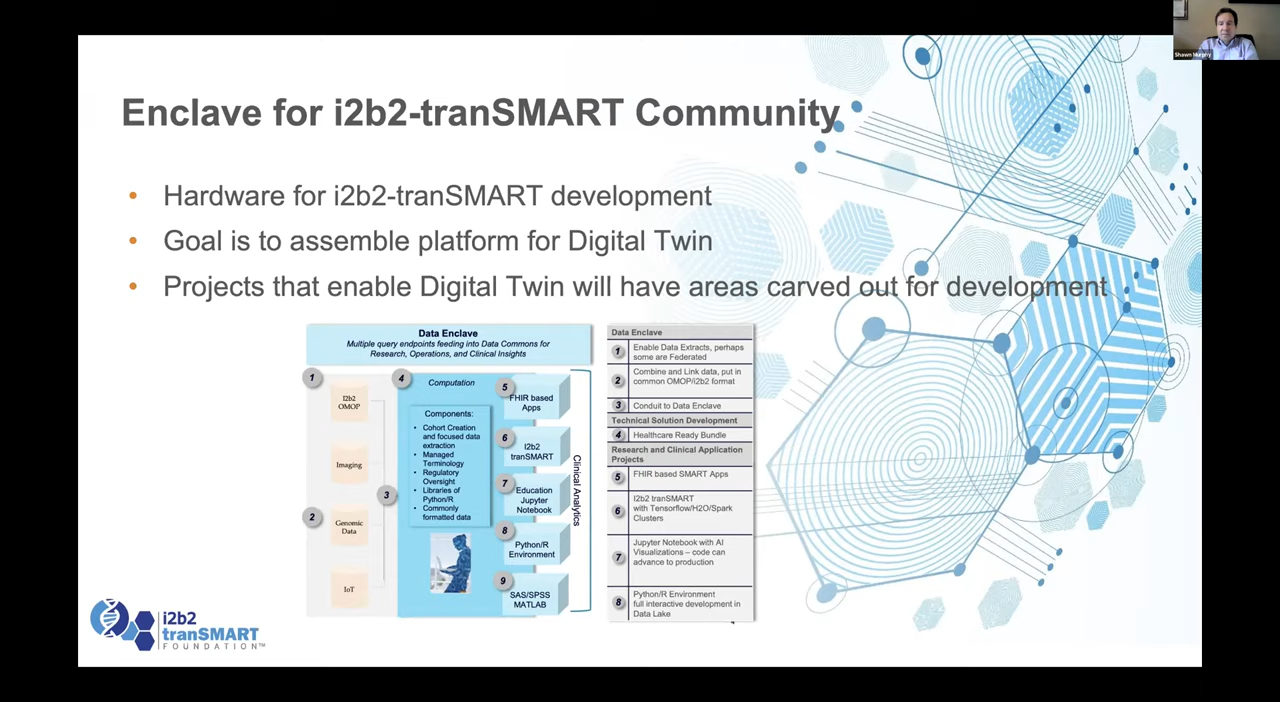 Shawn Murphy
Enclave for i2b2-tranSMART Community
• Hardware for i2b2-tranSMART development
• Goal is to assemble platform for Digital Twin
• Projects that enable Digital Twin will have areas carved out for development
Data Enclave
Multiple query endpoints feeding into Data Commons for
Research, Operations, and Clinical Insights
1
I2b2
OMOP
Imaging
2
Genomic
Data
IoT
3
4
Computation
Components:
• Cohort Creation
and focused data
extraction
• Managed
Terminology
• Regulatory
Oversight
• Libraries of
Python/R
• Commonly
formatted data
5
FHIR based
Apps
6
I2b2
tranSMART
7
Education
Jupyter
Notebook
8
Python/R
Environment
9
SAS/SPSS
MATLAB
Clinical Analytics
Data Enclave
1 Enable Data Extracts, perhaps
some are Federated
2 Combine and Link data, put in
common OMOP/i2b2 format
3 Conduit to Data Enclave
Technical Solution Development
4 Healthcare Ready Bundle
Research and Clinical Application
Projects
5 FHIR based SMART Apps
6 I2b2 tranSMART
with Tensorflow/H2O/Spark
Clusters
7 Jupyter Notebook with AI
Visualizations – code can
advance to production
8 Python/R Environment
full interactive development in
Data Lake
i2b2
tranSMART
FOUNDATION™